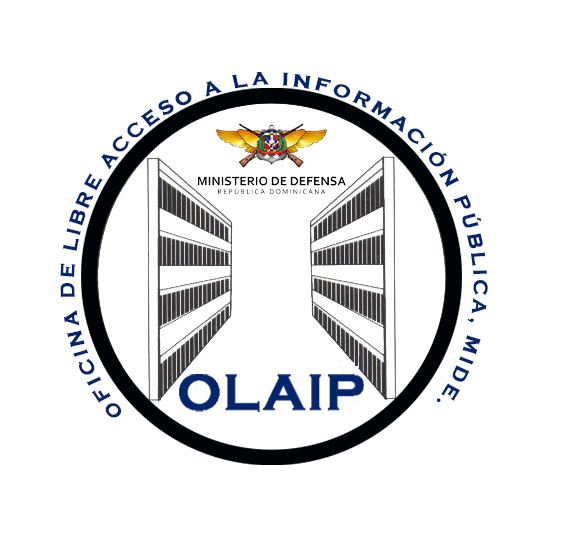 OFICINA DE LIBRE ACCESO A LA INFORMACIÓN PÚBLICA, MIDE.
MINISTERIO DE DEFENSA
REPÚBLICA DOMINICANA
OLAIP